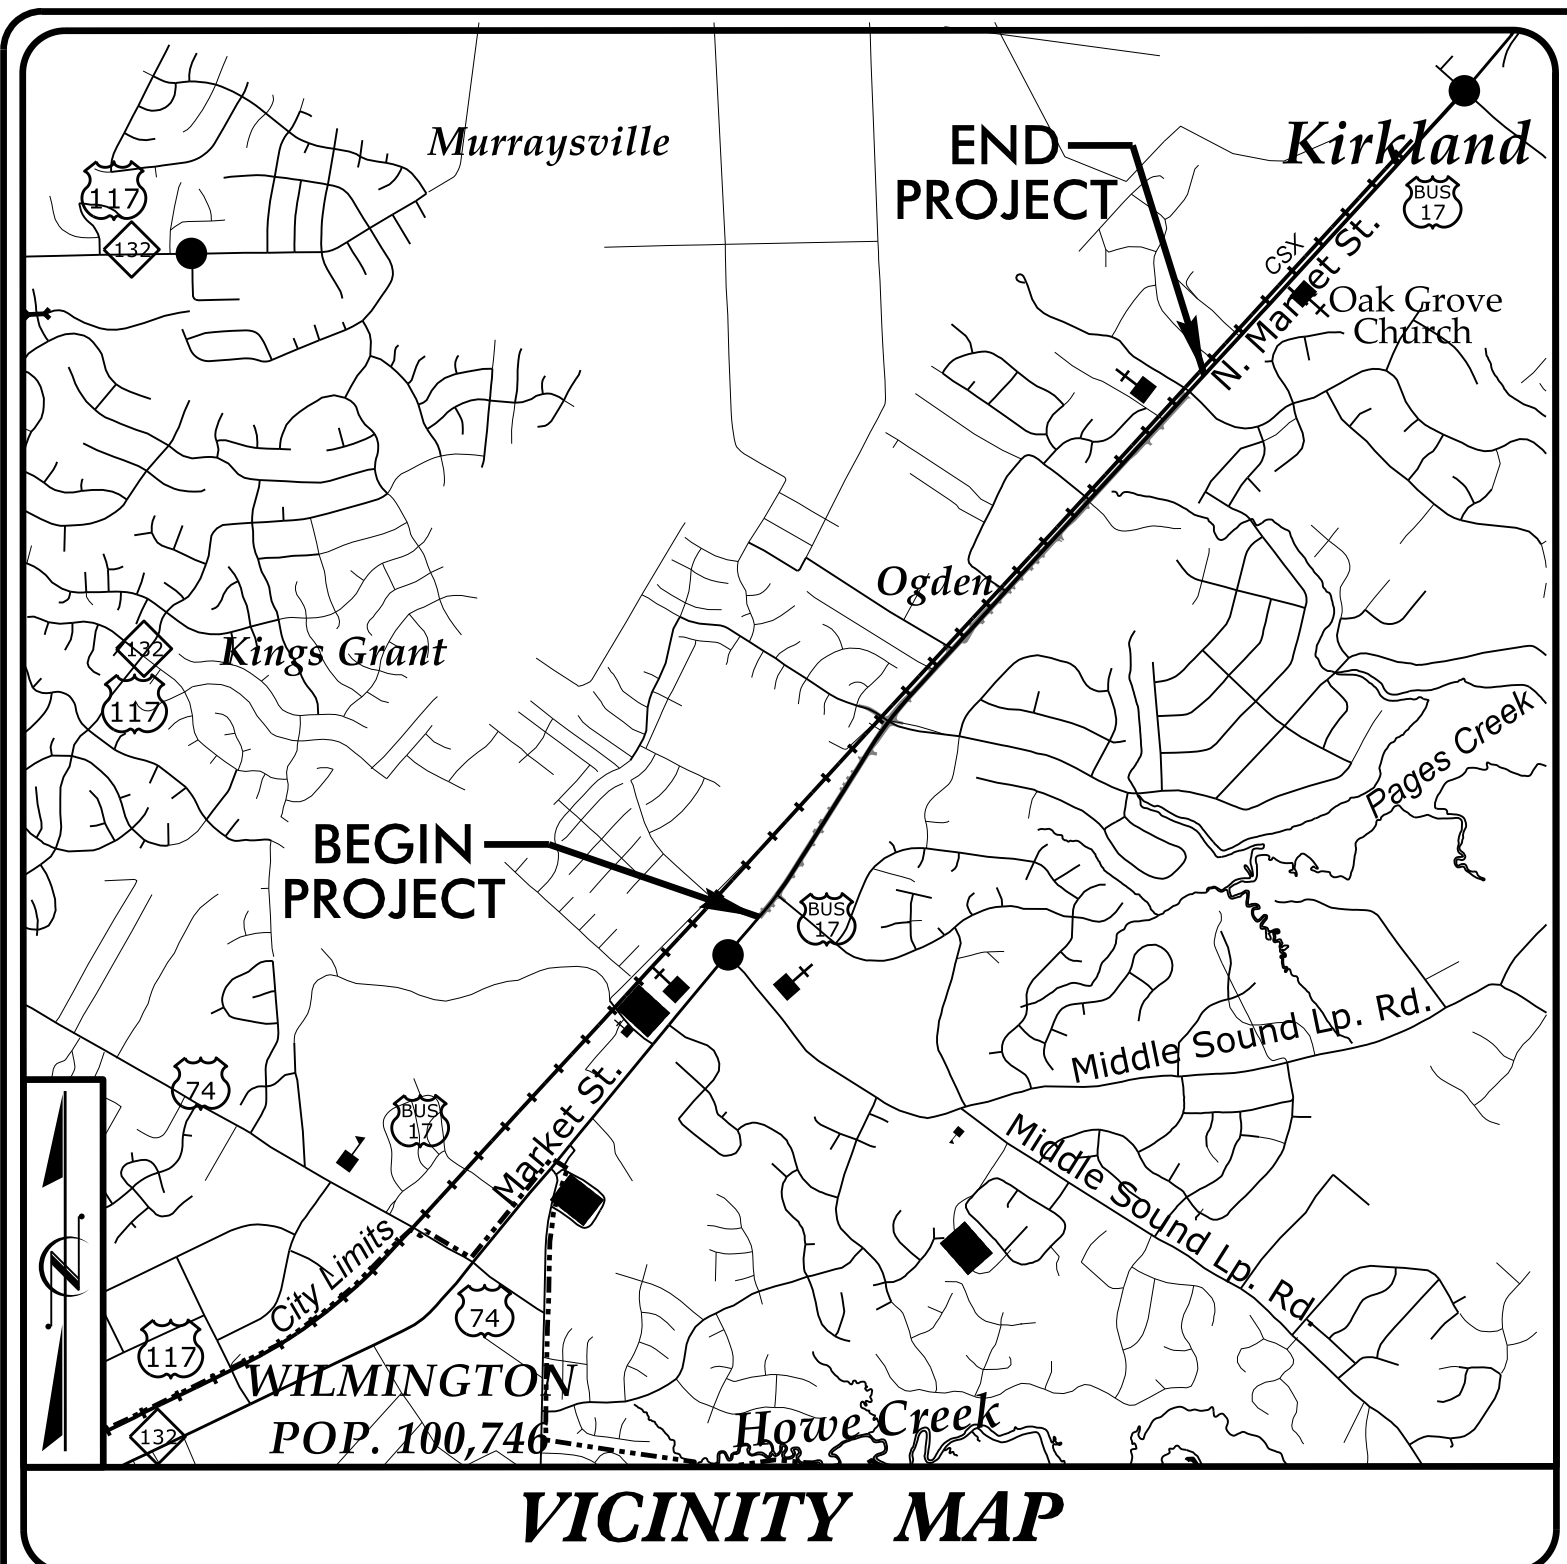 Murraysville
END
PROJECT
Kirkland
117
132
BUS
17
CSX
N. Market St.
Oak Grove
Church
Ogden
132
Kings Grant
117
Pages Creek
BEGIN
PROJECT
BUS
17
Middle Sound Lp. Rd.
74
BUS
17
Market St.
Middle Sound Lp. Rd.
City Limits
N
74
117
WILMINGTON
POP. 100,746
132
Howe Creek
VICINITY MAP